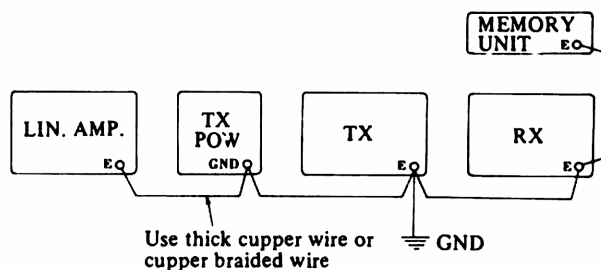 MEMORY
UNIT
E
LIN. AMP.
E
TX
POW
GND
TX
E
RX
E
GND
Use thick cupper wire or
cupper braided wire